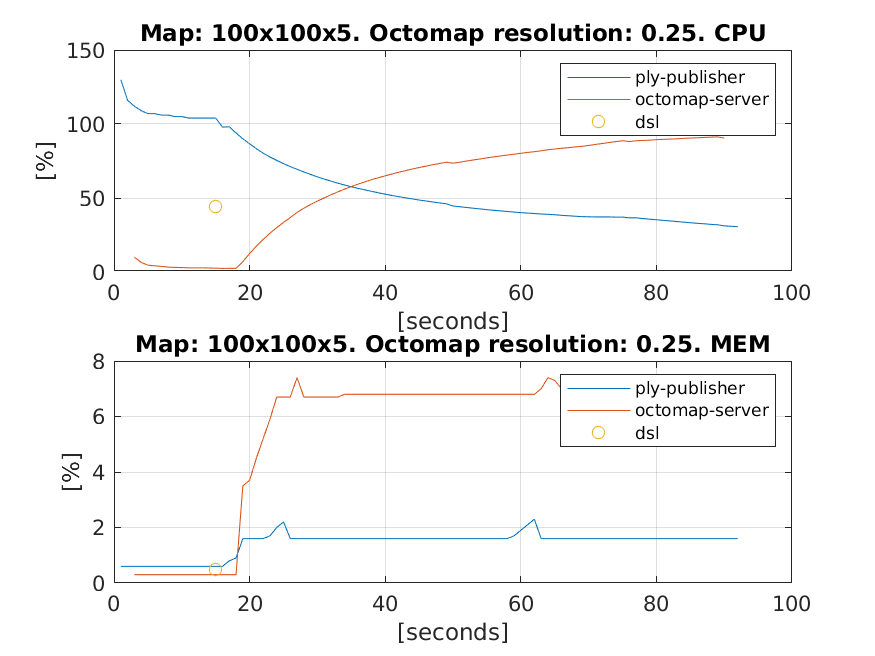 Map: 100x100x5. Octomap resolution: 0.25. CPU
150
100
50
0
[%]
ply-publisher
octomap-server
dsl
0 20 40 60 80 100
[seconds]
Map: 100x100x5. Octomap resolution: 0.25. MEM
8
6
4
2
0
[%]
ply-publisher
octomap-server
dsl
0 20 40 60 80 100
[seconds]